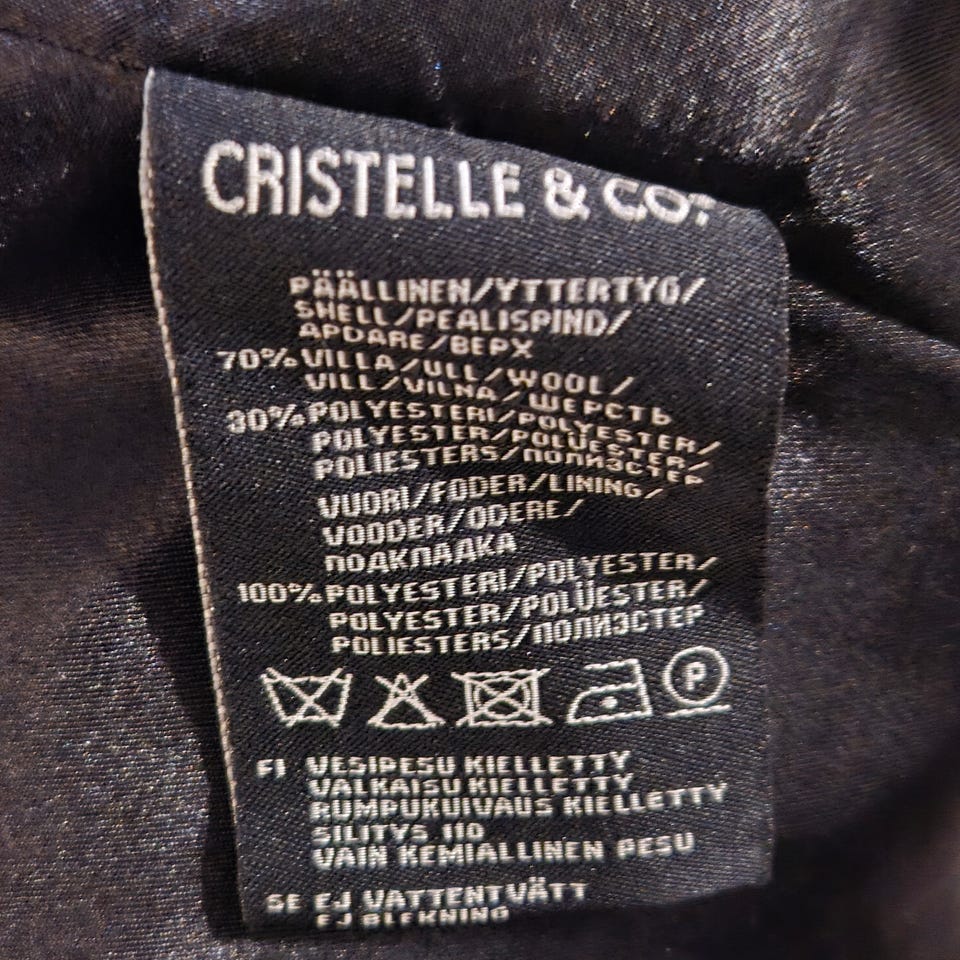 CRISTELLE & CO.
PÄÄLLINEN/YTTERTYG/
SHELL/PEALISPIND/
APDARE/ВЕРХ
70% VILLA/ULL/WOOL/
VILL/VILNA/ШЕРСТЬ
30% POLYESTERI/POLYESTER/
POLYESTER/POLÜESTER/
POLIESTERS/ПОЛИЭСТЕР
VUORI/FODER/LINING/
VOODER/ODERE/
ПОДКЛАДКА
100% POLYESTERI/POLYESTER/
POLYESTER/POLÜESTER/
POLIESTERS/ПОЛИЭСТЕР
P
FI VESIPESU KIELLETTY
VALKAISU KIELLETTY
RUMPUKUIVAUS KIELLETTY
SILITYS 110
VAIN KEMIALLINEN PESU
SE EJ VATTENTVÄTT
EJ BLEKNING